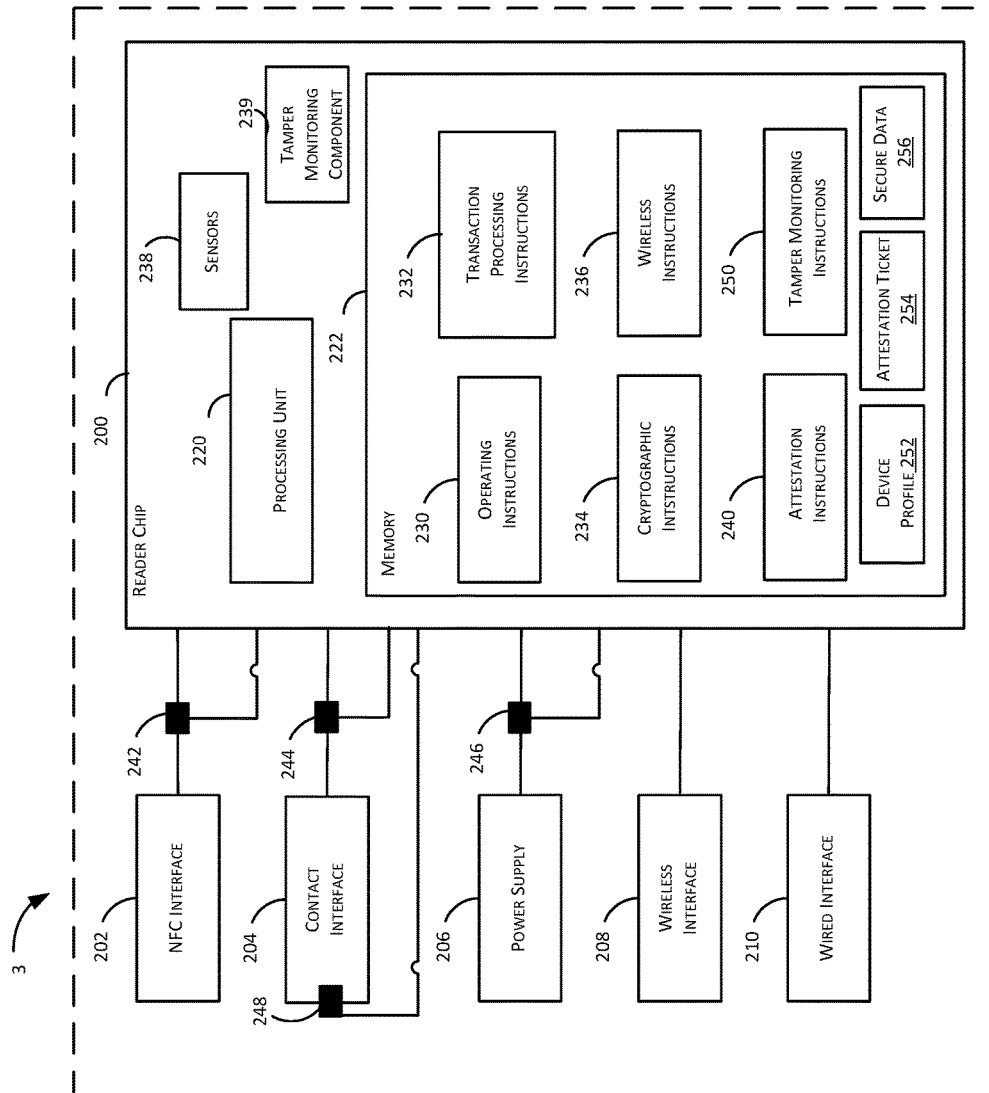 3
202
NFC INTERFACE
204
CONTACT
INTERFACE
248
206
POWER SUPPLY
208
WIRELESS
INTERFACE
210
WIRED INTERFACE
242
244
246
200
READER CHIP
220
PROCESSING UNIT
238
SENSORS
239
TAMPER
MONITORING
COMPONENT
222
MEMORY
230
OPERATING
INSTRUCTIONS
232
TRANSACTION
PROCESSING
INSTRUCTIONS
234
CRYPTOGRAPHIC
INTSTRUCTIONS
236
WIRELESS
INSTRUCTIONS
240
ATTESTATION
INSTRUCTIONS
250
TAMPER MONITORING
INSTRUCTIONS
DEVICE
PROFILE 252
ATTESTATION TICKET
254
SECURE DATA
256